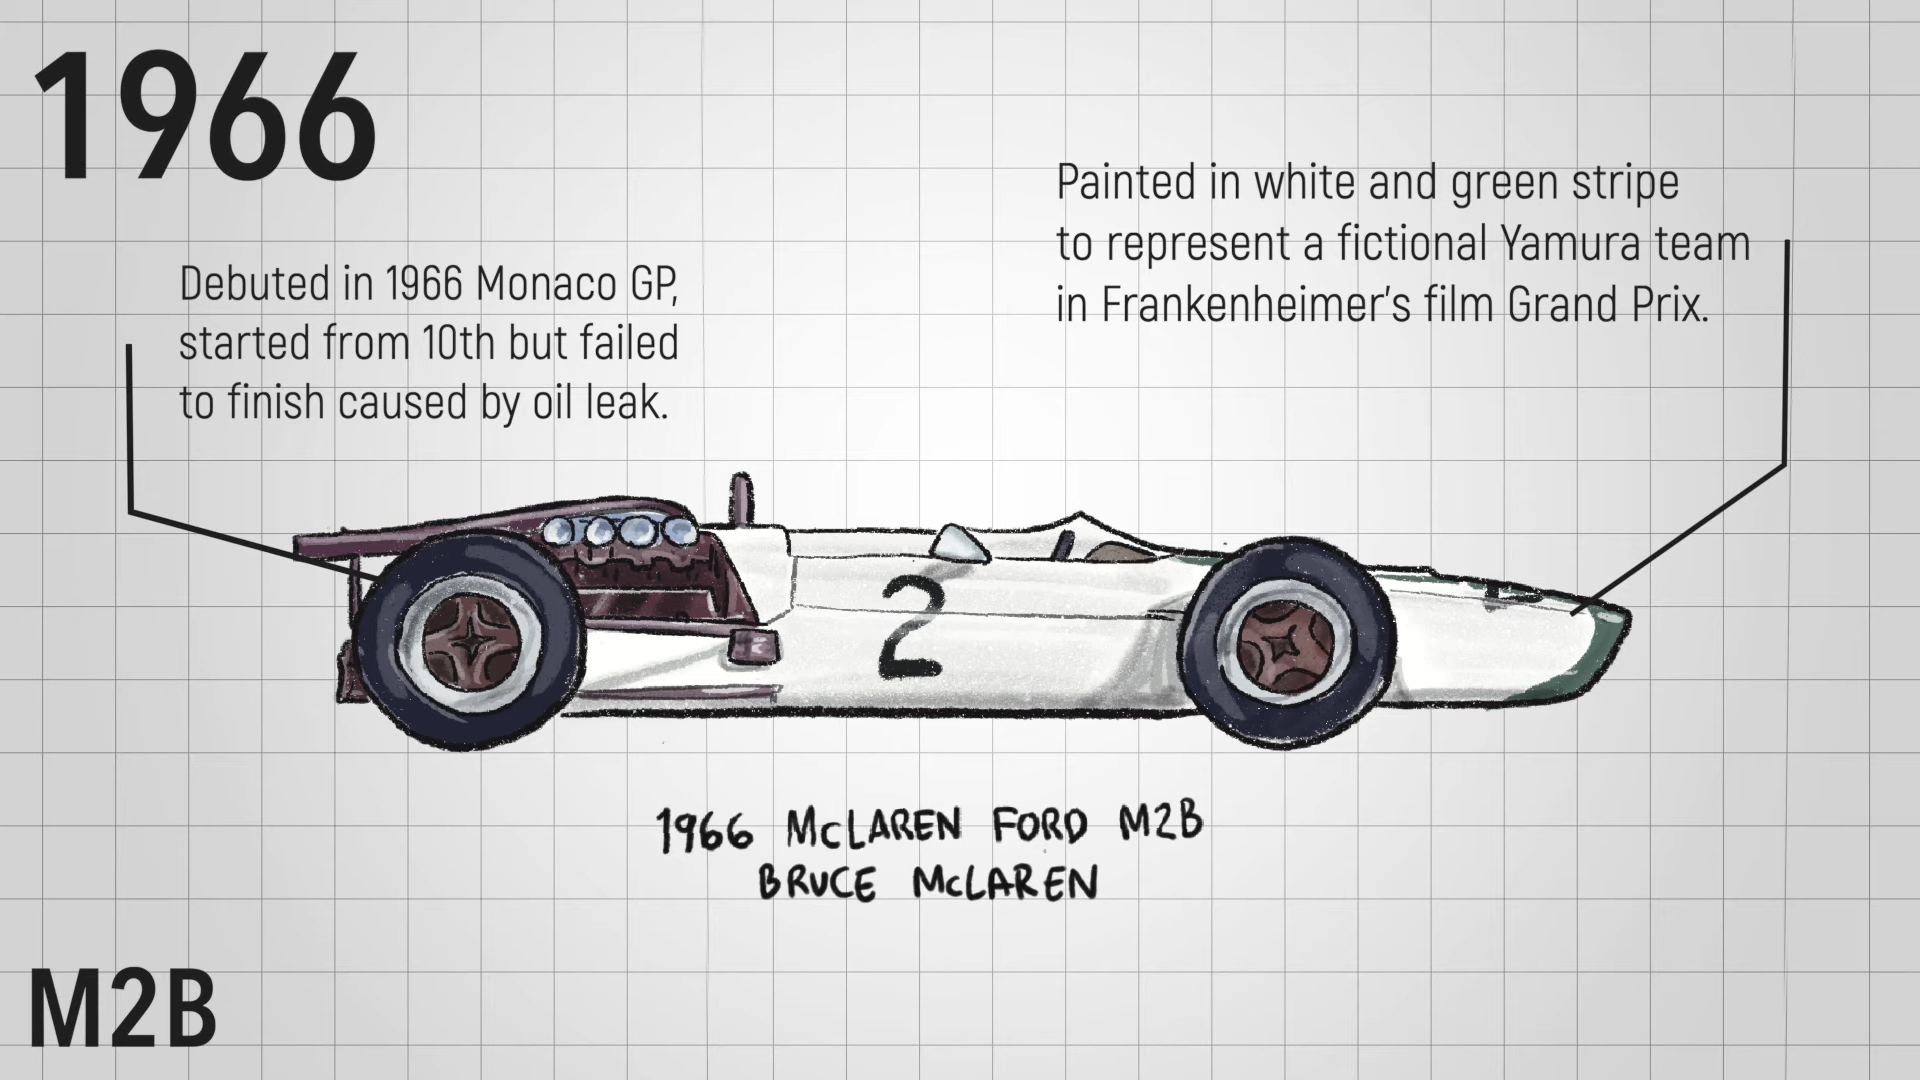 1966
Debuted in 1966 Monaco GP,
started from 10th but failed
to finish caused by oil leak.
Painted in white and green stripe
to represent a fictional Yamura team
in Frankenheimer's film Grand Prix.
2
1966 McLAREN FORD M2B
BRUCE McLAREN
M2B